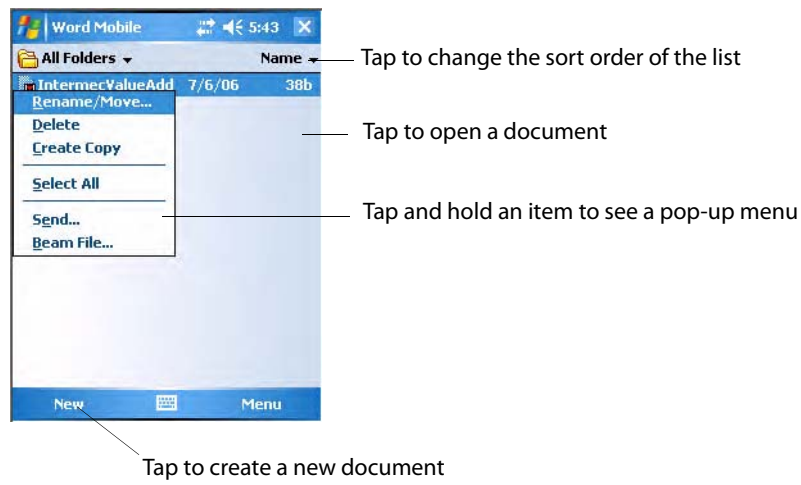 Word Mobile 5:43
All Folders Name
Tap to change the sort order of the list
IntermecValueAdd 7/6/06 38b
Rename/Move...
Delete
Tap to open a document
Create Copy
Select All
Tap and hold an item to see a pop-up menu
Send...
Beam File...
New Menu
Tap to create a new document